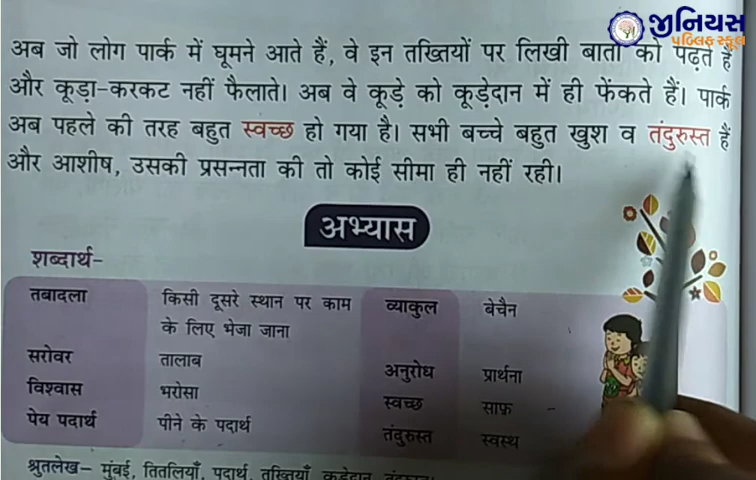 જીનિયસ
પબ્લિક સ્કૂલ
अब जो लोग पार्क में घूमने आते हैं, वे इन तख्तियों पर लिखी बातों को पढ़ते हैं
और कूड़ा-करकट नहीं फैलाते। अब वे कूड़े को कूड़ेदान में ही फेंकते हैं। पार्क
अब पहले की तरह बहुत स्वच्छ हो गया है। सभी बच्चे बहुत खुश व तंदुरुस्त हैं
और आशीष, उसकी प्रसन्नता की तो कोई सीमा ही नहीं रही।
अभ्यास
शब्दार्थ-
तबादला किसी दूसरे स्थान पर काम व्याकुल बेचैन
के लिए भेजा जाना
सरोवर तालाब अनुरोध प्रार्थना
विश्वास भरोसा स्वच्छ साफ़
पेय पदार्थ पीने के पदार्थ तंदुरुस्त स्वस्थ
श्रुतलेख- मुंबई, तितलियाँ, पदार्थ, तख्तियाँ, कूड़ेदान, तंदुरुस्त।